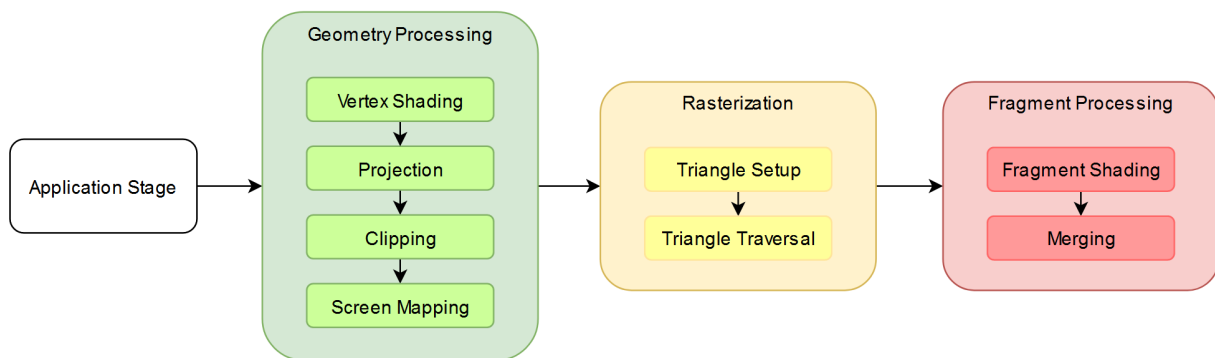 Application Stage
Geometry Processing
Vertex Shading
Projection
Clipping
Screen Mapping
Rasterization
Triangle Setup
Triangle Traversal
Fragment Processing
Fragment Shading
Merging